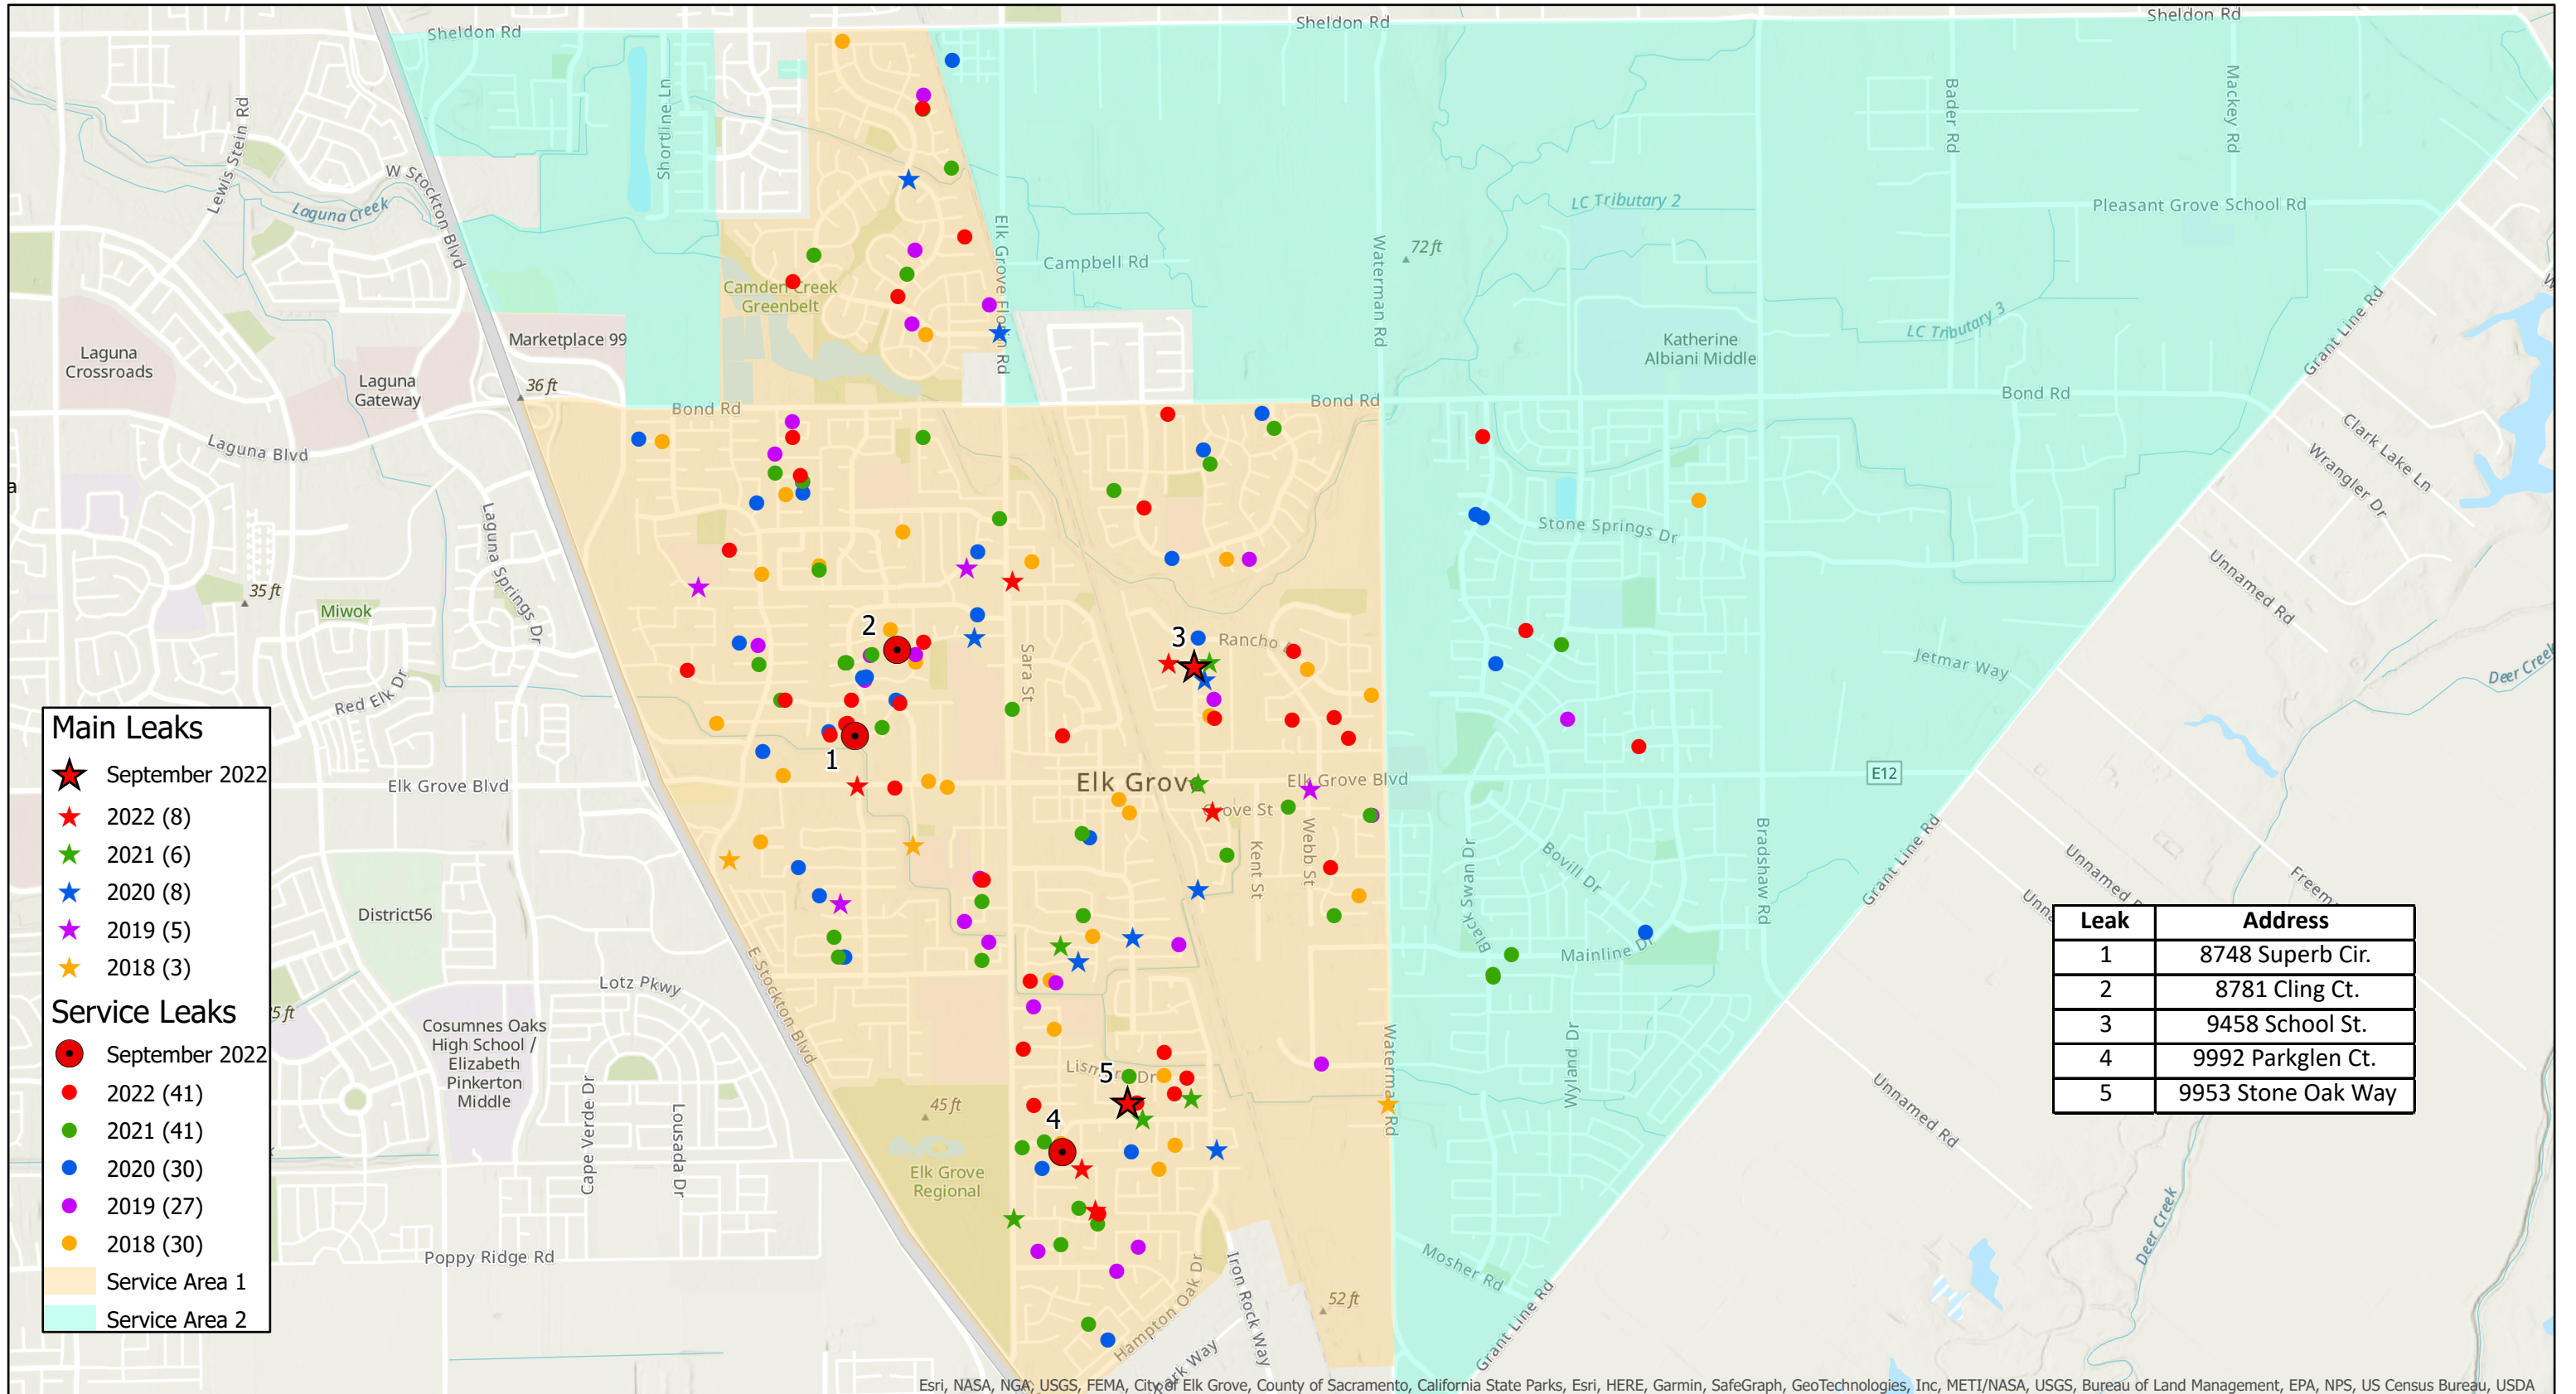 Sheldon Rd
Sheldon Rd
Sheldon Rd
Lewis Stein Rd
Shortline Ln
W Stockton Blvd
Laguna Creek
Elk Grove Florin Rd
Bader Rd
Mackey Rd
LC Tributary 2
Pleasant Grove School Rd
Campbell Rd
Waterman Rd
72 ft
Camden Creek
Greenbelt
Grant Line Rd
LC Tributary 3
Katherine
Albiani Middle
Marketplace 99
Laguna
Crossroads
Laguna
Gateway
36 ft
Bond Rd
Bond Rd
Bond Rd
Laguna Blvd
Clark Lake Ln
Wrangler Dr
a
Laguna Springs Dr
Stone Springs Dr
Unnamed Rd
35 ft
Miwok
2
3
Rancho
Sara St
Jetmar Way
Deer Creek
Red Elk Dr
1
Elk Grove Blvd
Elk Grove
Elk Grove Blvd
E12
Grove St
Kent St
Webb St
Black Swan Dr
Bovill Dr
Bradshaw Rd
Grant Line Rd
Unnamed
District56
Mainline Dr
E Stockton Blvd
Lotz Pkwy
Cosumnes Oaks
High School /
Elizabeth
Pinkerton
Middle
Cape Verde Dr
Lousada Dr
5
Dr
45 ft
4
Elk Grove
Regional
Waterman Rd
Wyland Dr
Unnamed Rd
Deer Creek
Poppy Ridge Rd
Hampton Oak Dr
Iron Rock Way
Park Way
52 ft
Mosher Rd
Grant Line Rd
Main Leaks
September 2022
2022 (8)
2021 (6)
2020 (8)
2019 (5)
2018 (3)
Service Leaks
September 2022
2022 (41)
2021 (41)
2020 (30)
2019 (27)
2018 (30)
Service Area 1
Service Area 2
Leak Address
1 8748 Superb Cir.
2 8781 Cling Ct.
3 9458 School St.
4 9992 Parkglen Ct.
5 9953 Stone Oak Way
Esri, NASA, NGA, USGS, FEMA, City of Elk Grove, County of Sacramento, California State Parks, Esri, HERE, Garmin, SafeGraph, GeoTechnologies, Inc, METI/NASA, USGS, Bureau of Land Management, EPA, NPS, US Census Bureau, USDA